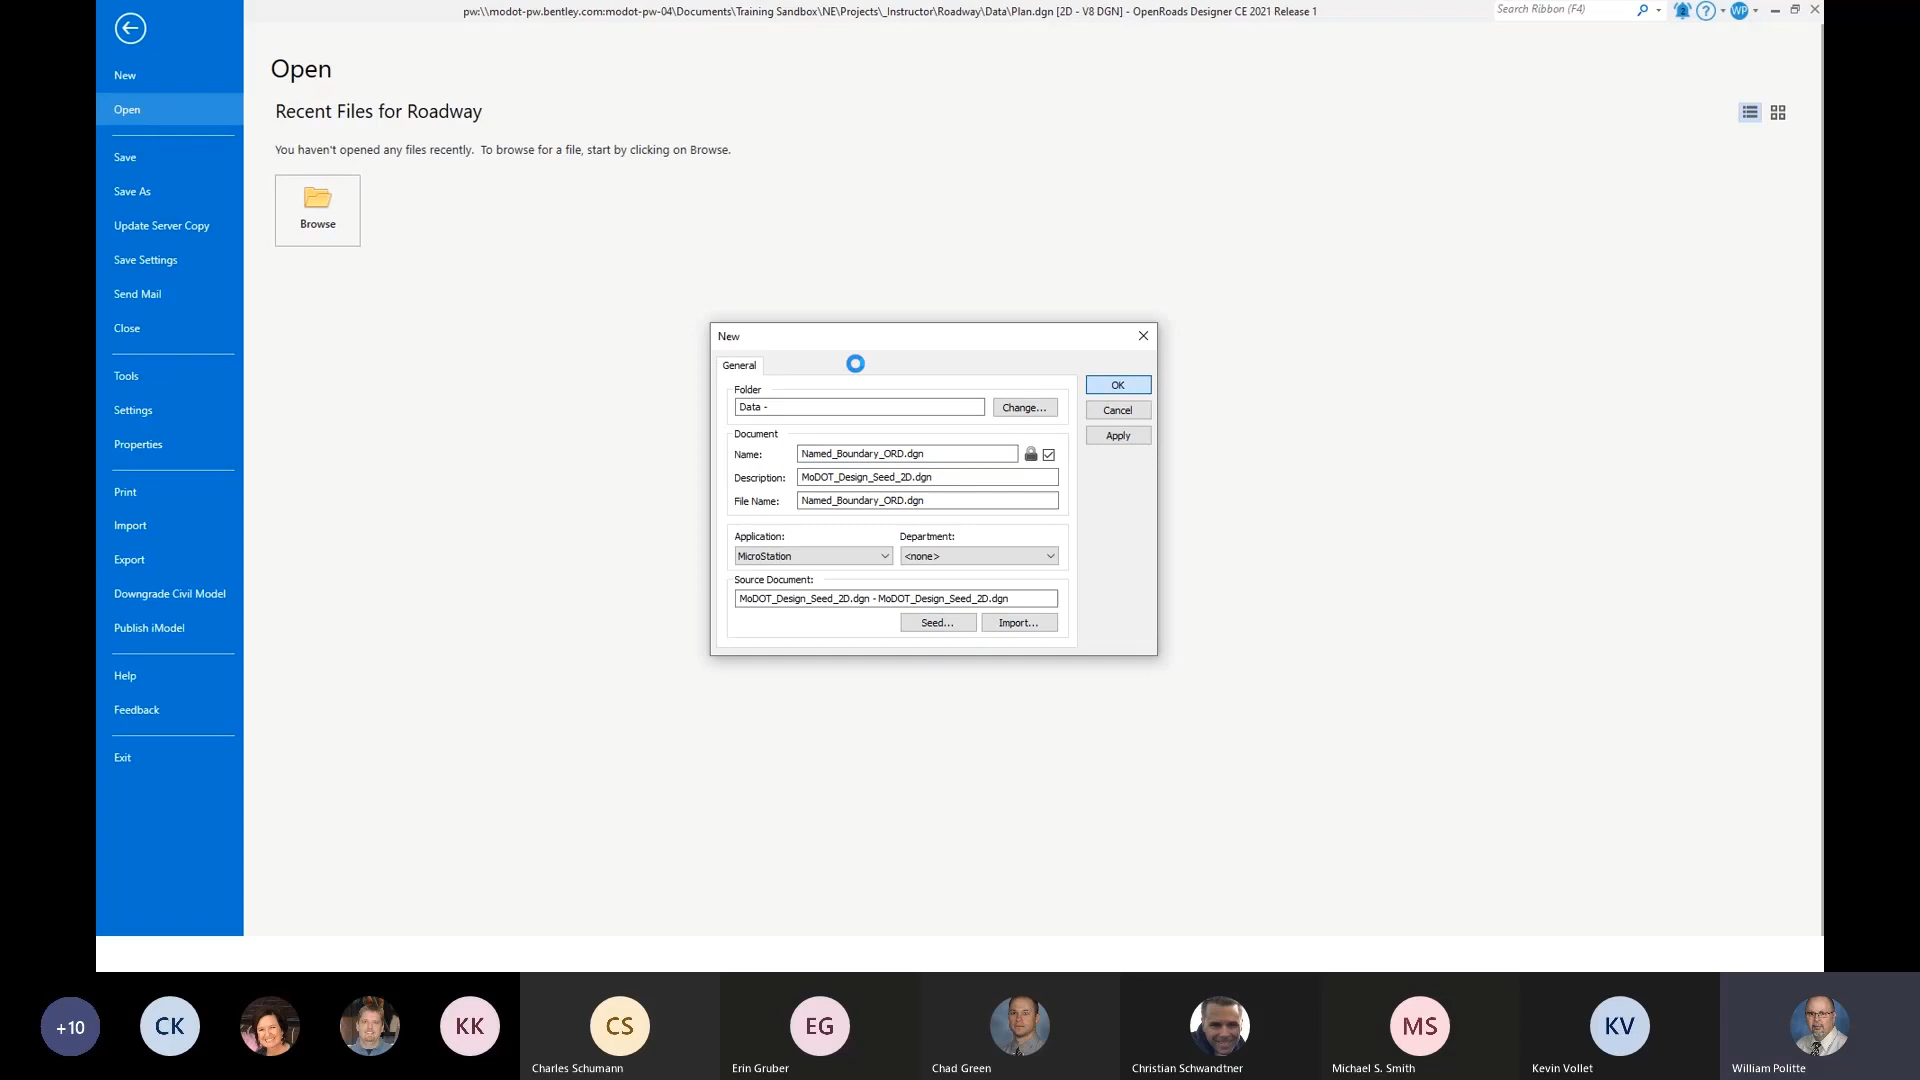 pw:\\modot-pw.bentley.com:modot-pw-04\Documents\Training Sandbox\NE\Projects\_Instructor\Roadway\Data\Plan.dgn [2D - V8 DGN] - OpenRoads Designer CE 2021 Release 1
Search Ribbon (F4)
WP
New
Open
Save
Save As
Update Server Copy
Save Settings
Send Mail
Close
Tools
Settings
Properties
Print
Import
Export
Downgrade Civil Model
Publish iModel
Help
Feedback
Exit
Open
Recent Files for Roadway
You haven't opened any files recently. To browse for a file, start by clicking on Browse.
Browse
New
General
Folder
Data -
Change...
Document
Name: Named_Boundary_ORD.dgn
Description: MoDOT_Design_Seed_2D.dgn
File Name: Named_Boundary_ORD.dgn
Application: Department:
MicroStation <none>
Source Document:
MoDOT_Design_Seed_2D.dgn - MoDOT_Design_Seed_2D.dgn
Seed... Import...
OK
Cancel
Apply
+10 CK KK CS EG MS KV
Charles Schumann Erin Gruber Chad Green Christian Schwandtner Michael S. Smith Kevin Vollet William Politte